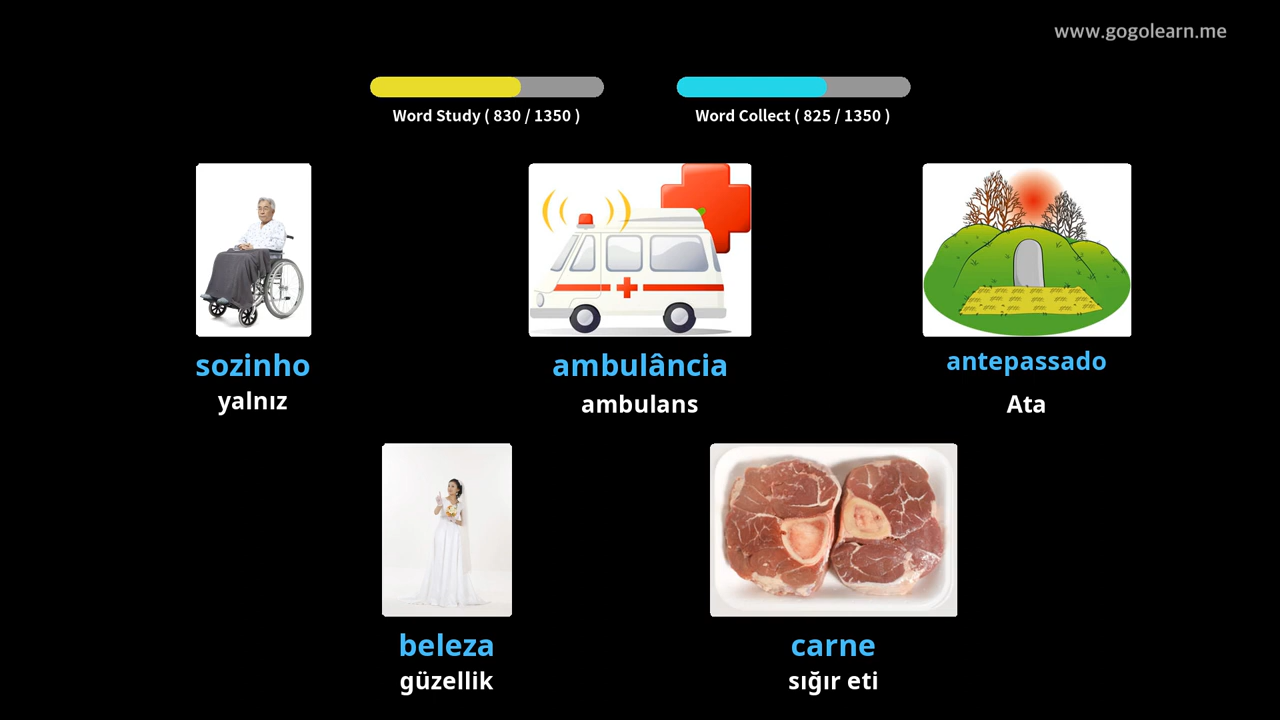 www.gogolearn.me
Word Study ( 830 / 1350 )
Word Collect ( 825 / 1350 )
sozinho
yalnız
ambulância
ambulans
antepassado
Ata
beleza
güzellik
carne
sığır eti